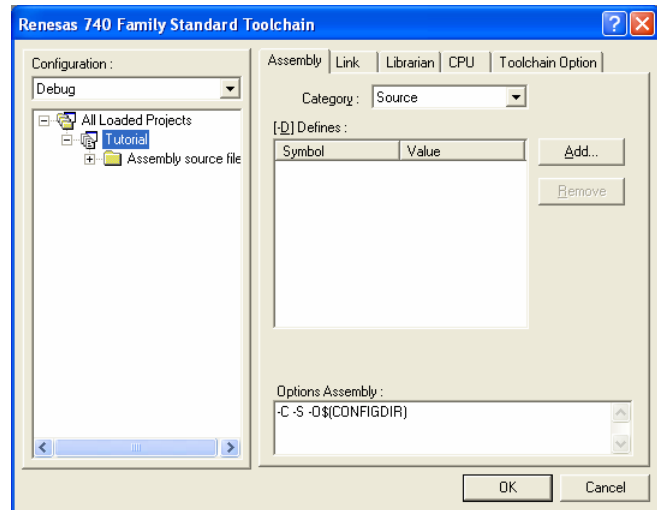 Renesas 740 Family Standard Toolchain
Configuration :
Debug
All Loaded Projects
Tutorial
Assembly source file
Assembly Link Librarian CPU Toolchain Option
Category : Source
[-D] Defines :
Symbol Value
Add...
Remove
Options Assembly :
-C -S -O$(CONFIGDIR)
OK Cancel